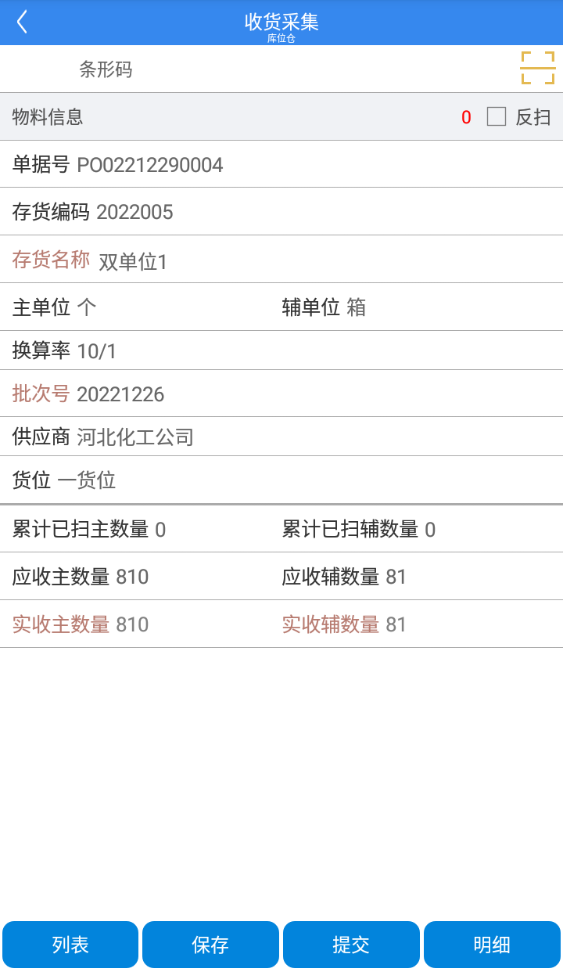 收货采集
库位仓
条形码
物料信息 0 反扫
单据号 PO02212290004
存货编码 2022005
存货名称 双单位1
主单位 个 辅单位 箱
换算率 10/1
批次号 20221226
供应商 河北化工公司
货位 一货位
累计已扫主数量 0 累计已扫辅数量 0
应收主数量 810 应收辅数量 81
实收主数量 810 实收辅数量 81
列表 保存 提交 明细